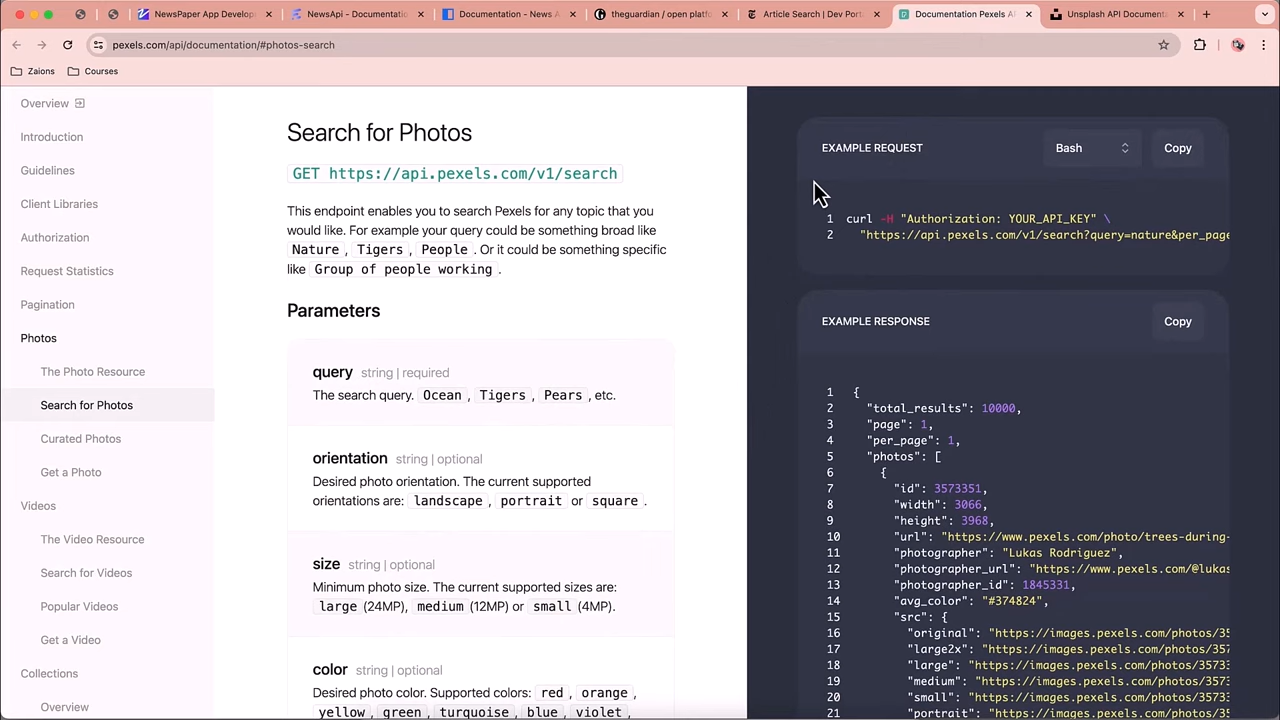 NewsPaper App Develop
NewsApi - Documentatio
Documentation - News A
theguardian / open platfo
Article Search | Dev Port
Documentation Pexels AP
Unsplash API Documenta
pexels.com/api/documentation/#photos-search
Zaions
Courses
Overview
Introduction
Guidelines
Client Libraries
Authorization
Request Statistics
Pagination
Photos
The Photo Resource
Search for Photos
Curated Photos
Get a Photo
Videos
The Video Resource
Search for Videos
Popular Videos
Get a Video
Collections
Overview
Search for Photos
GET https://api.pexels.com/v1/search
This endpoint enables you to search Pexels for any topic that you
would like. For example your query could be something broad like
Nature , Tigers , People . Or it could be something specific
like Group of people working .
Parameters
query string | required
The search query. Ocean , Tigers , Pears , etc.
orientation string | optional
Desired photo orientation. The current supported
orientations are: landscape , portrait or square .
size string | optional
Minimum photo size. The current supported sizes are:
large (24MP), medium (12MP) or small (4MP).
color string | optional
Desired photo color. Supported colors: red , orange ,
yellow , green , turquoise , blue , violet ,
EXAMPLE REQUEST
Bash
Copy
1 curl -H "Authorization: YOUR_API_KEY" \
2 "https://api.pexels.com/v1/search?query=nature&per_page
EXAMPLE RESPONSE
Copy
1 {
2 "total_results": 10000,
3 "page": 1,
4 "per_page": 1,
5 "photos": [
6 {
7 "id": 3573351,
8 "width": 3066,
9 "height": 3968,
10 "url": "https://www.pexels.com/photo/trees-during-
11 "photographer": "Lukas Rodriguez",
12 "photographer_url": "https://www.pexels.com/@lukas
13 "photographer_id": 1845331,
14 "avg_color": "#374824",
15 "src": {
16 "original": "https://images.pexels.com/photos/35
17 "large2x": "https://images.pexels.com/photos/357
18 "large": "https://images.pexels.com/photos/35733
19 "medium": "https://images.pexels.com/photos/3573
20 "small": "https://images.pexels.com/photos/35733
21 "portrait": "https://images.pexels.com/photos/35